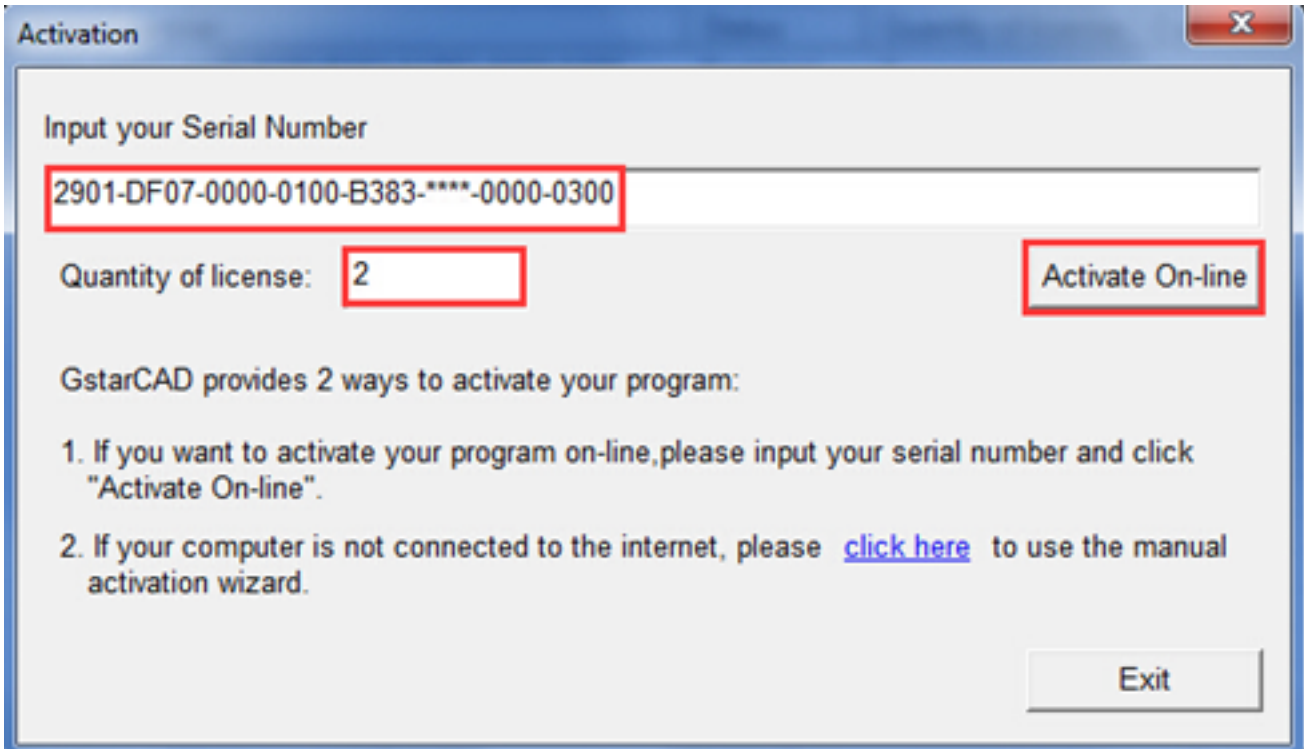 Activation
Input your Serial Number
2901-DF07-0000-0100-B383-****-0000-0300
Quantity of license: 2
Activate On-line
GstarCAD provides 2 ways to activate your program:
1. If you want to activate your program on-line,please input your serial number and click
"Activate On-line".
2. If your computer is not connected to the internet, please click here to use the manual
activation wizard.
Exit